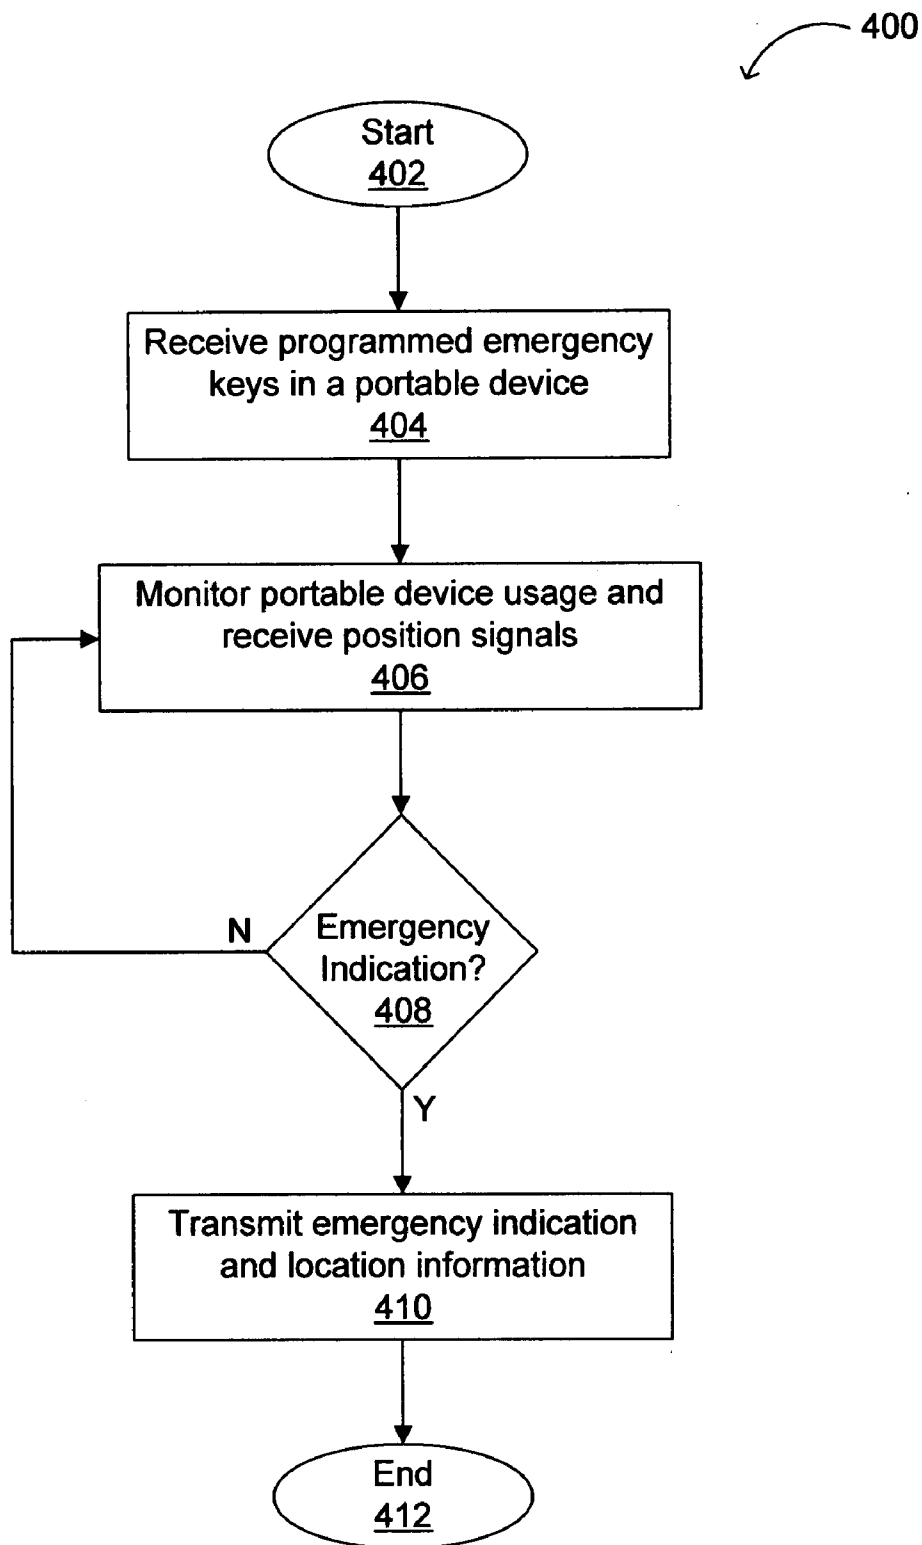 400
Start
402
Receive programmed emergency
keys in a portable device
404
Monitor portable device usage and
receive position signals
406
N
Emergency
Indication?
408
Y
Transmit emergency indication
and location information
410
End
412